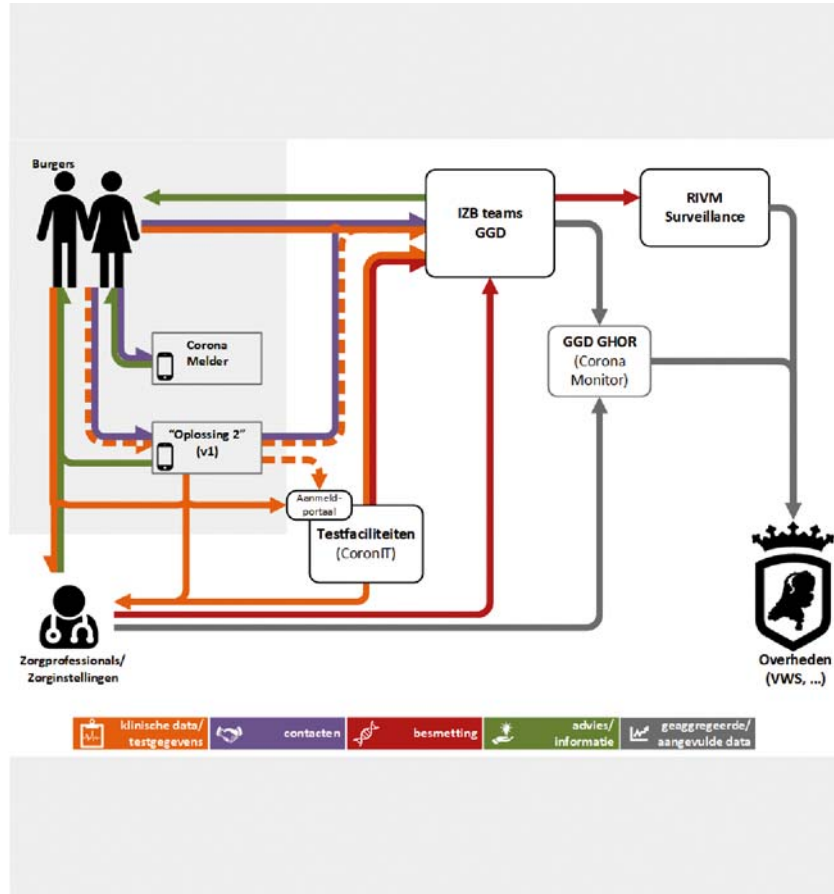 Burgers
IZB teams
GGD
RIVM
Surveillance
Corona
Melder
GGD GHOR
(Corona
Monitor)
"Oplossing 2"
(v1)
Aanmeld-
portaal
Testfaciliteiten
(CoronIT)
Zorgprofessionals/
Zorginstellingen
Overheden
(VWS, ...)
klinische data/
testgegevens
contacten
besmetting
advies/
informatie
geaggregeerde/
aangevulde data